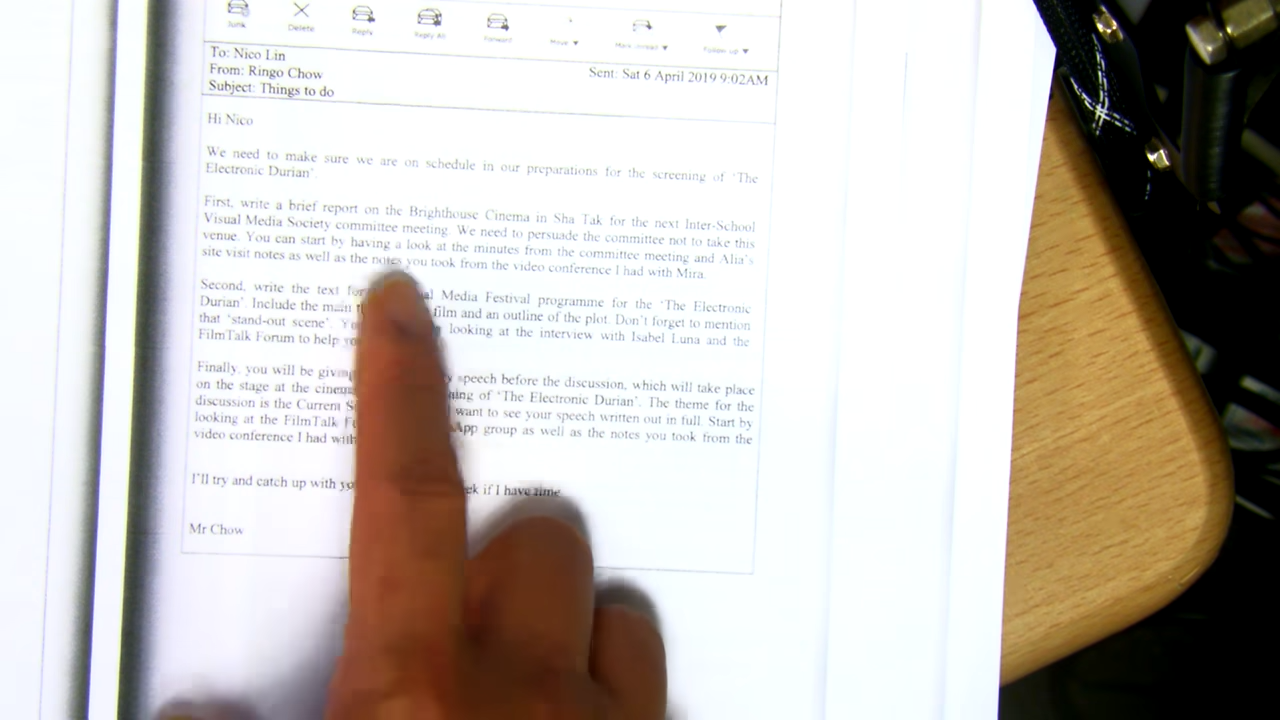 Junk Delete Reply Reply All Forward Move Mark unread
To: Nico Lin
From: Ringo Chow Sent: Sat 6 April 2019 9:02AM
Subject: Things to do
Hi Nico
We need to make sure we are on schedule in our preparations for the screening of ‘The
Electronic Durian’.
First, write a brief report on the Brighthouse Cinema in Sha Tak for the next Inter-School
Visual Media Society committee meeting. We need to persuade the committee not to take this
venue. You can start by having a look at the minutes from the committee meeting and Alia’s
site visit notes as well as the notes you took from the video conference I had with Mira.
Second, write the text for Media Festival programme for the ‘The Electronic
Durian’. Include the main film and an outline of the plot. Don’t forget to mention
that ‘stand-out scene’. looking at the interview with Isabel Luna and the
FilmTalk Forum to help
Finally, you will be giving speech before the discussion, which will take place
on the stage at the of ‘The Electronic Durian’. The theme for the
discussion is the Current want to see your speech written out in full. Start by
looking at the FilmTalk App group as well as the notes you took from the
video conference I had with
I’ll try and catch up with if I have time
Mr Chow